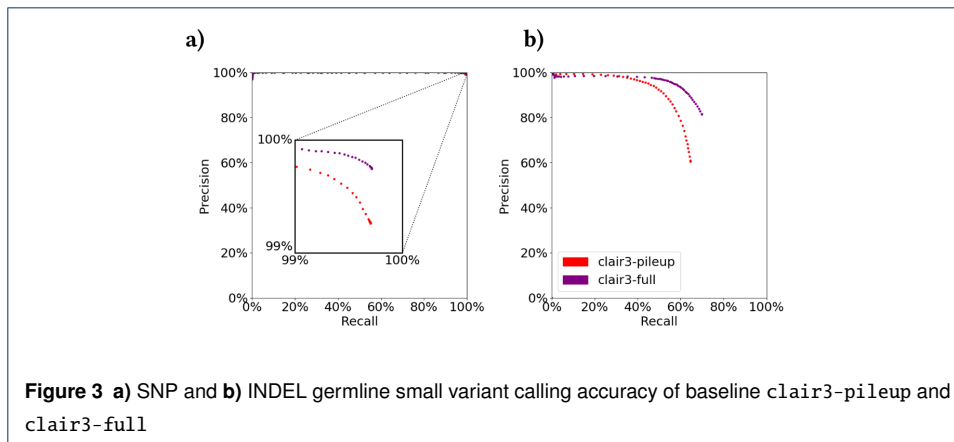 a)
b)
100%
80%
60%
40%
20%
0%
Precision
100%
99%
99%
100%
0%
20%
40%
60%
80%
100%
Recall
100%
80%
60%
40%
20%
0%
Precision
clair3-pileup
clair3-full
0%
20%
40%
60%
80%
100%
Recall
Figure 3 a) SNP and b) INDEL germline small variant calling accuracy of baseline clair3-pileup and
clair3-full